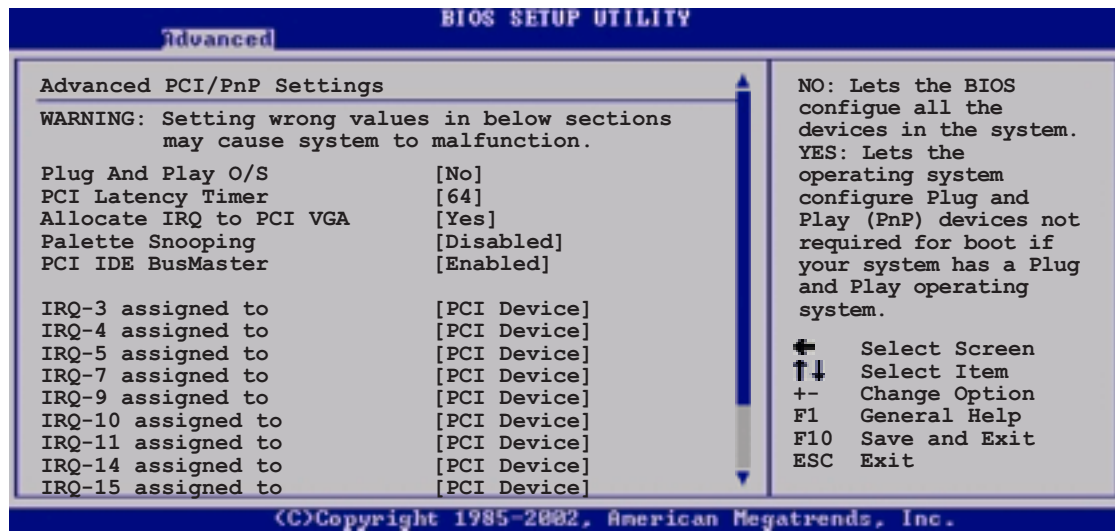 BIOS SETUP UTILITY
Advanced
Advanced PCI/PnP Settings
WARNING: Setting wrong values in below sections
may cause system to malfunction.
Plug And Play O/S [No]
PCI Latency Timer [64]
Allocate IRQ to PCI VGA [Yes]
Palette Snooping [Disabled]
PCI IDE BusMaster [Enabled]
IRQ-3 assigned to [PCI Device]
IRQ-4 assigned to [PCI Device]
IRQ-5 assigned to [PCI Device]
IRQ-7 assigned to [PCI Device]
IRQ-9 assigned to [PCI Device]
IRQ-10 assigned to [PCI Device]
IRQ-11 assigned to [PCI Device]
IRQ-14 assigned to [PCI Device]
IRQ-15 assigned to [PCI Device]
NO: Lets the BIOS
configue all the
devices in the system.
YES: Lets the
operating system
configure Plug and
Play (PnP) devices not
required for boot if
your system has a Plug
and Play operating
system.
← Select Screen
↑↓ Select Item
+- Change Option
F1 General Help
F10 Save and Exit
ESC Exit
(C)Copyright 1985-2002, American Megatrends, Inc.